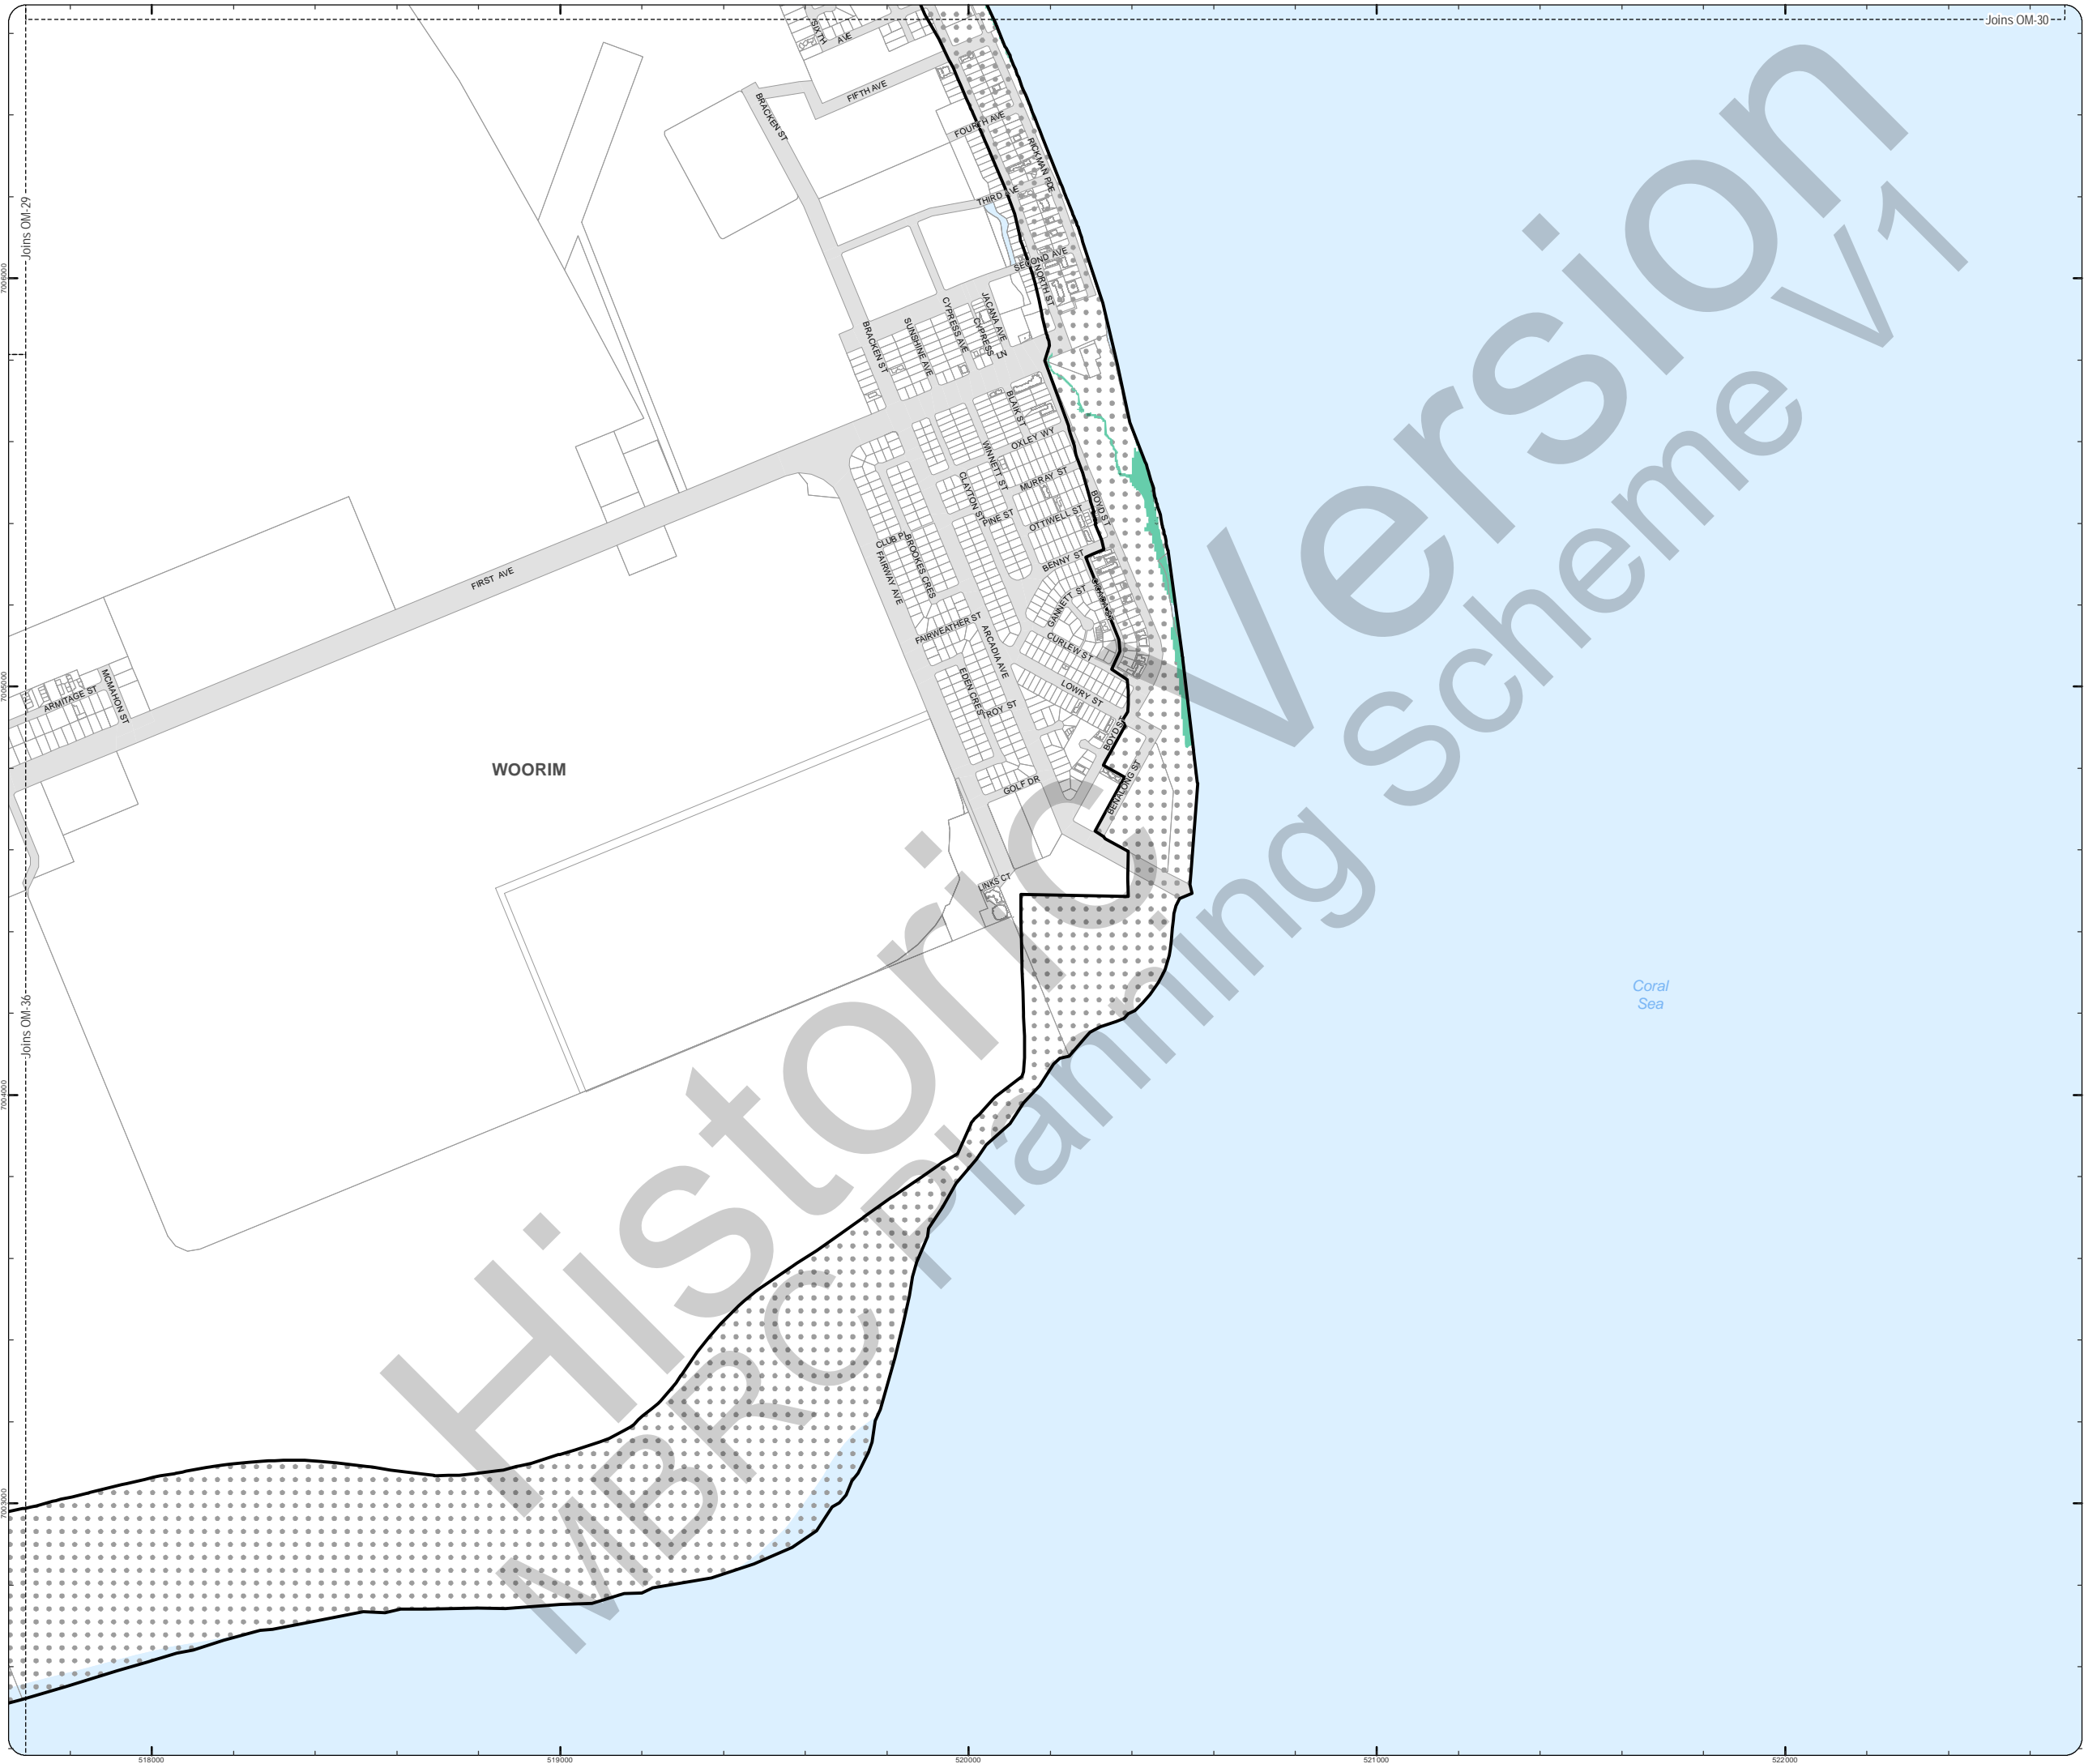 Joins OM-30
SIXTH
AVE
FIFTH AVE
BRACKEN ST
FOURTH AVE
RICKMAN PDE
THIRD AVE
Joins OM-29
SECOND AVE
NORTH ST
7006000
JACANA AVE
CYPRESS AVE
CYPRESS
LN
SUNSHINE AVE
BRACKEN ST
BLAIK ST
OXLEY WY
WINNETT ST
MURRAY ST
CLAYTON ST
PINE ST
OTTIWELL ST
BOYD ST
CLUB PL
BROOKES CRES
FAIRWAY AVE
BENNY ST
FIRST AVE
GANNETT ST
FAIRWEATHER ST
ARCADIA AVE
CURLEW ST
EDEN CRES
LOWRY ST
TROY ST
BOYD ST
7005000
ARMITAGE ST
MCMAHON ST
WOORIM
BENALONG ST
GOLF DR
LINKS CT
Coral
Sea
Joins OM-36
7004000
7003000
518000
519000
520000
521000
522000
Historic Version
MBRC Planning Scheme V1